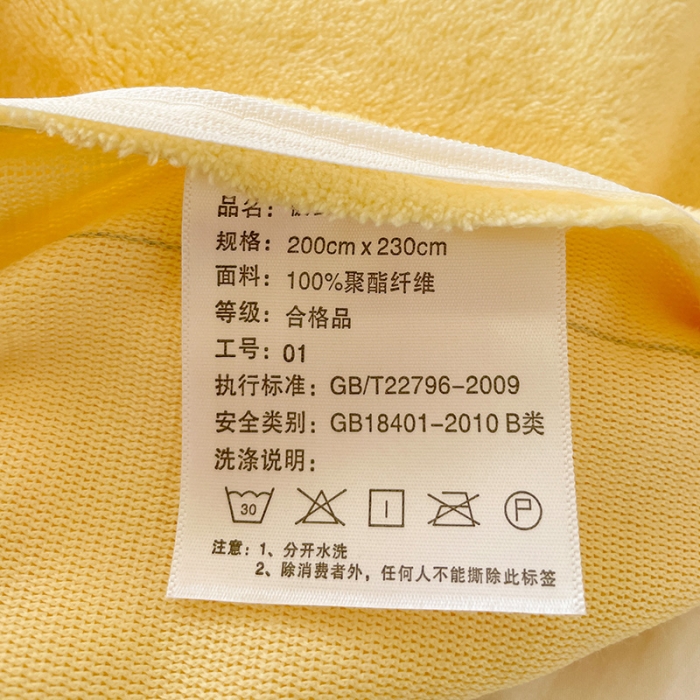 品名：
规格：200cm x 230cm
面料：100%聚酯纤维
等级：合格品
工号：01
执行标准：GB/T22796-2009
安全类别：GB18401-2010 B类
洗涤说明：
30 P
注意：1、分开水洗
2、除消费者外，任何人不能撕除此标签